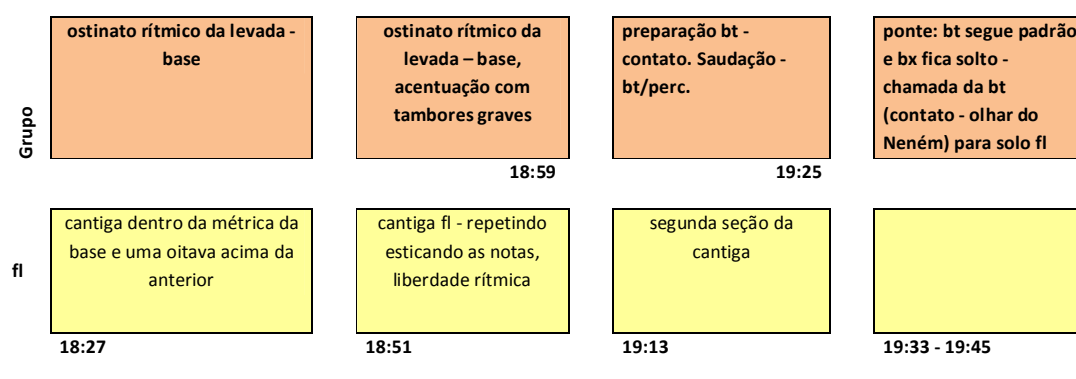 Grupo
ostinato rítmico da levada -
base
ostinato rítmico da
levada – base,
acentuação com
tambores graves
preparação bt -
contato. Saudação -
bt/perc.
ponte: bt segue padrão
e bx fica solto -
chamada da bt
(contato - olhar do
Neném) para solo fl
18:59
19:25
fl
cantiga dentro da métrica da
base e uma oitava acima da
anterior
cantiga fl - repetindo
esticando as notas,
liberdade rítmica
segunda seção da
cantiga
18:27
18:51
19:13
19:33 - 19:45